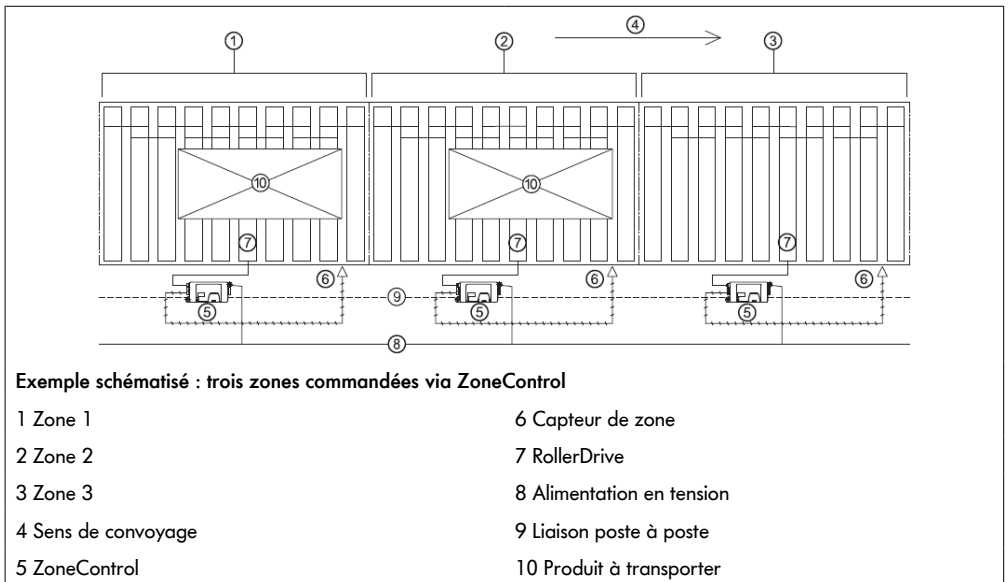 ④
① ② ③
⑩ ⑩
⑦ ⑦ ⑦
⑥ ⑥ ⑥
⑨
⑤ ⑤ ⑤
⑧
Exemple schématisé : trois zones commandées via ZoneControl
1 Zone 1
2 Zone 2
3 Zone 3
4 Sens de convoyage
5 ZoneControl
6 Capteur de zone
7 RollerDrive
8 Alimentation en tension
9 Liaison poste à poste
10 Produit à transporter